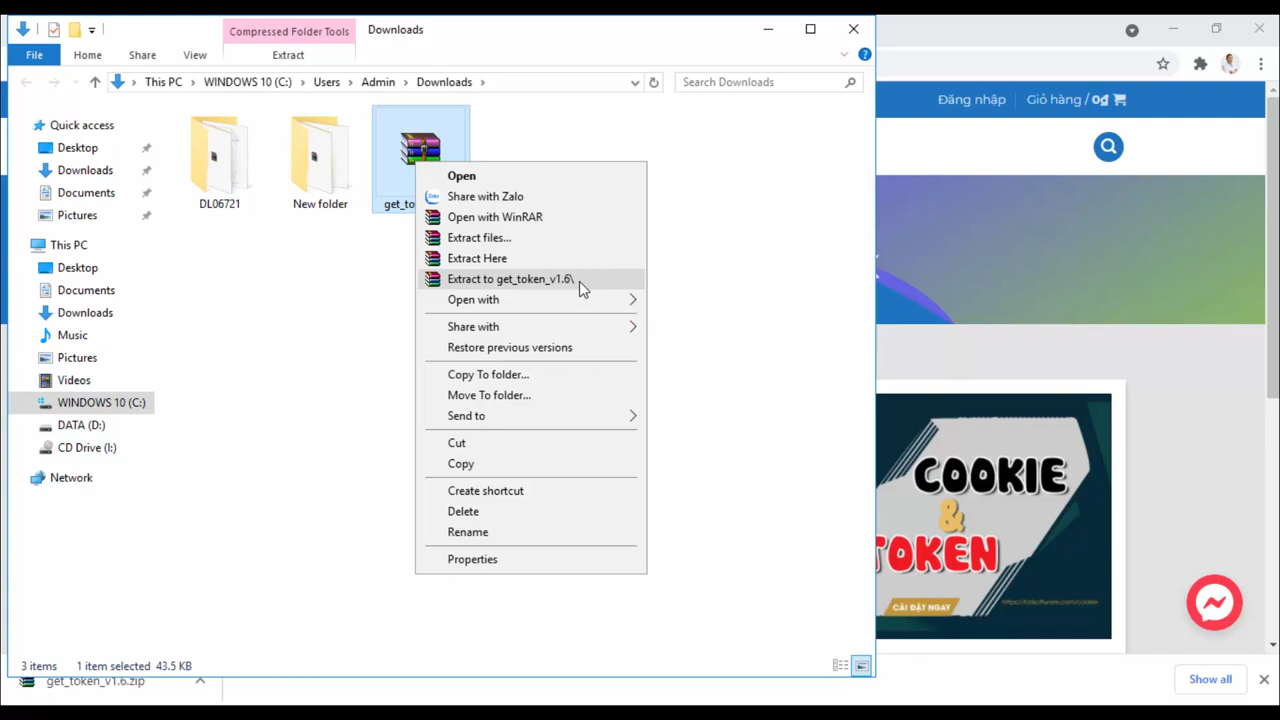 Compressed Folder Tools
Downloads
File
Home
Share
View
Extract
This PC
WINDOWS 10 (C:)
Users
Admin
Downloads
Search Downloads
Quick access
Desktop
Downloads
Documents
Pictures
This PC
Desktop
Documents
Downloads
Music
Pictures
Videos
WINDOWS 10 (C:)
DATA (D:)
CD Drive (I:)
Network
DL06721
New folder
get_to
Open
Share with Zalo
Open with WinRAR
Extract files...
Extract Here
Extract to get_token_v1.6\
Open with
Share with
Restore previous versions
Copy To folder...
Move To folder...
Send to
Cut
Copy
Create shortcut
Delete
Rename
Properties
3 items
1 item selected 43.5 KB
Đăng nhập
Giỏ hàng / 0₫
COOKIE
&
TOKEN
CÀI ĐẶT NGAY
get_token_v1.6.zip
Show all